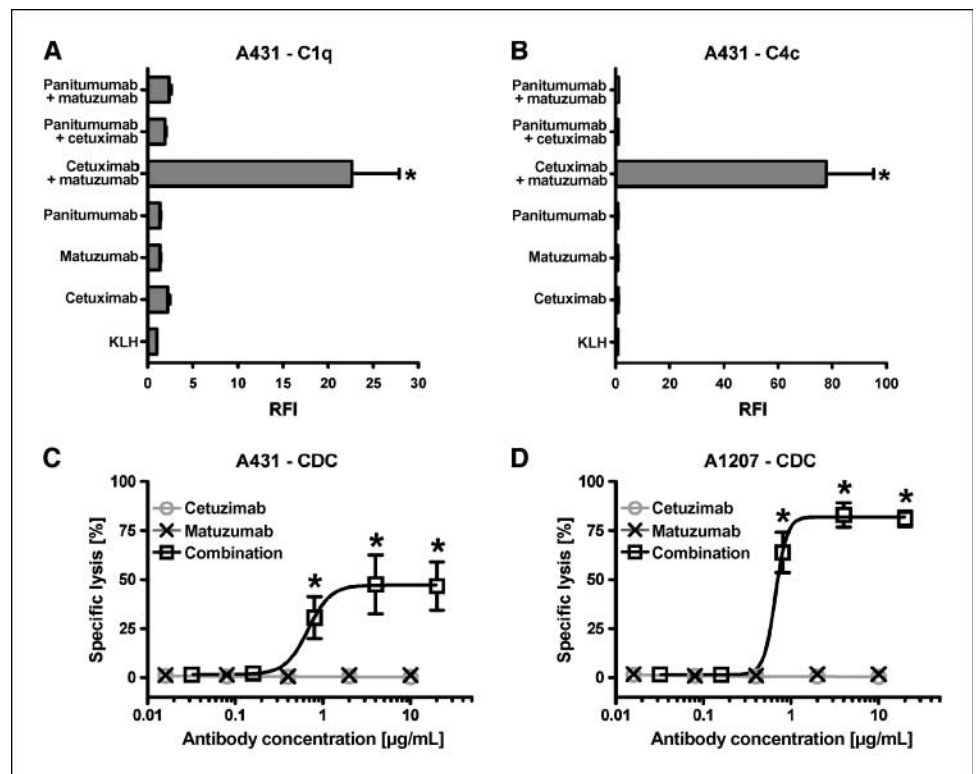 A
A431 - C1q
Panitumumab
+ matuzumab
Panitumumab
+ cetuximab
Cetuximab
+ matuzumab
*
Panitumumab
Matuzumab
Cetuximab
KLH
0 5 10 15 20 25 30
RFI
B
A431 - C4c
Panitumumab
+ matuzumab
Panitumumab
+ cetuximab
Cetuximab
+ matuzumab
*
Panitumumab
Matuzumab
Cetuximab
KLH
0 20 40 60 80 100
RFI
C
A431 - CDC
Specific lysis [%]
100
75
50
25
0
Cetuzimab
Matuzumab
Combination
* * *
0.01 0.1 1 10
Antibody concentration [µg/mL]
D
A1207 - CDC
Specific lysis [%]
100
75
50
25
0
Cetuzimab
Matuzumab
Combination
* * *
0.01 0.1 1 10
Antibody concentration [µg/mL]